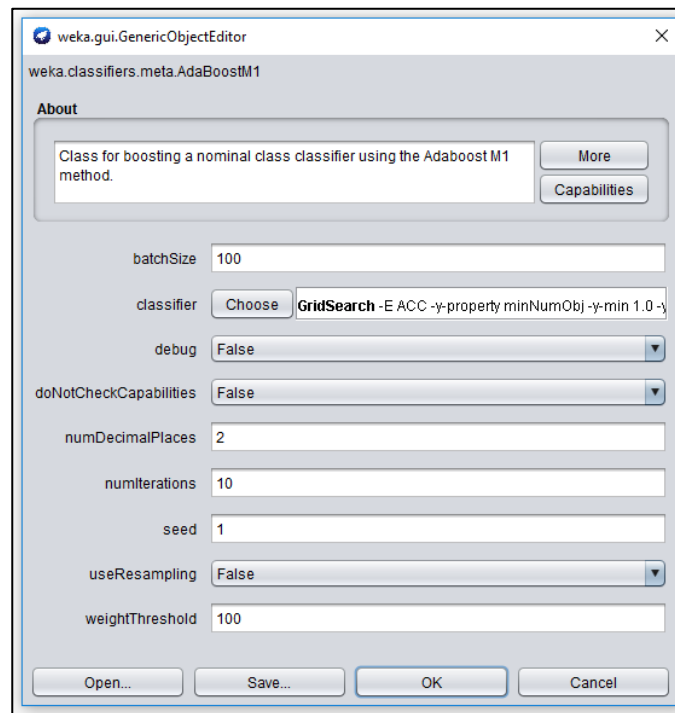 weka.gui.GenericObjectEditor
weka.classifiers.meta.AdaBoostM1
About
Class for boosting a nominal class classifier using the Adaboost M1
method.
More
Capabilities
batchSize 100
classifier Choose GridSearch -E ACC -y-property minNumObj -y-min 1.0 -y
debug False
doNotCheckCapabilities False
numDecimalPlaces 2
numIterations 10
seed 1
useResampling False
weightThreshold 100
Open... Save... OK Cancel